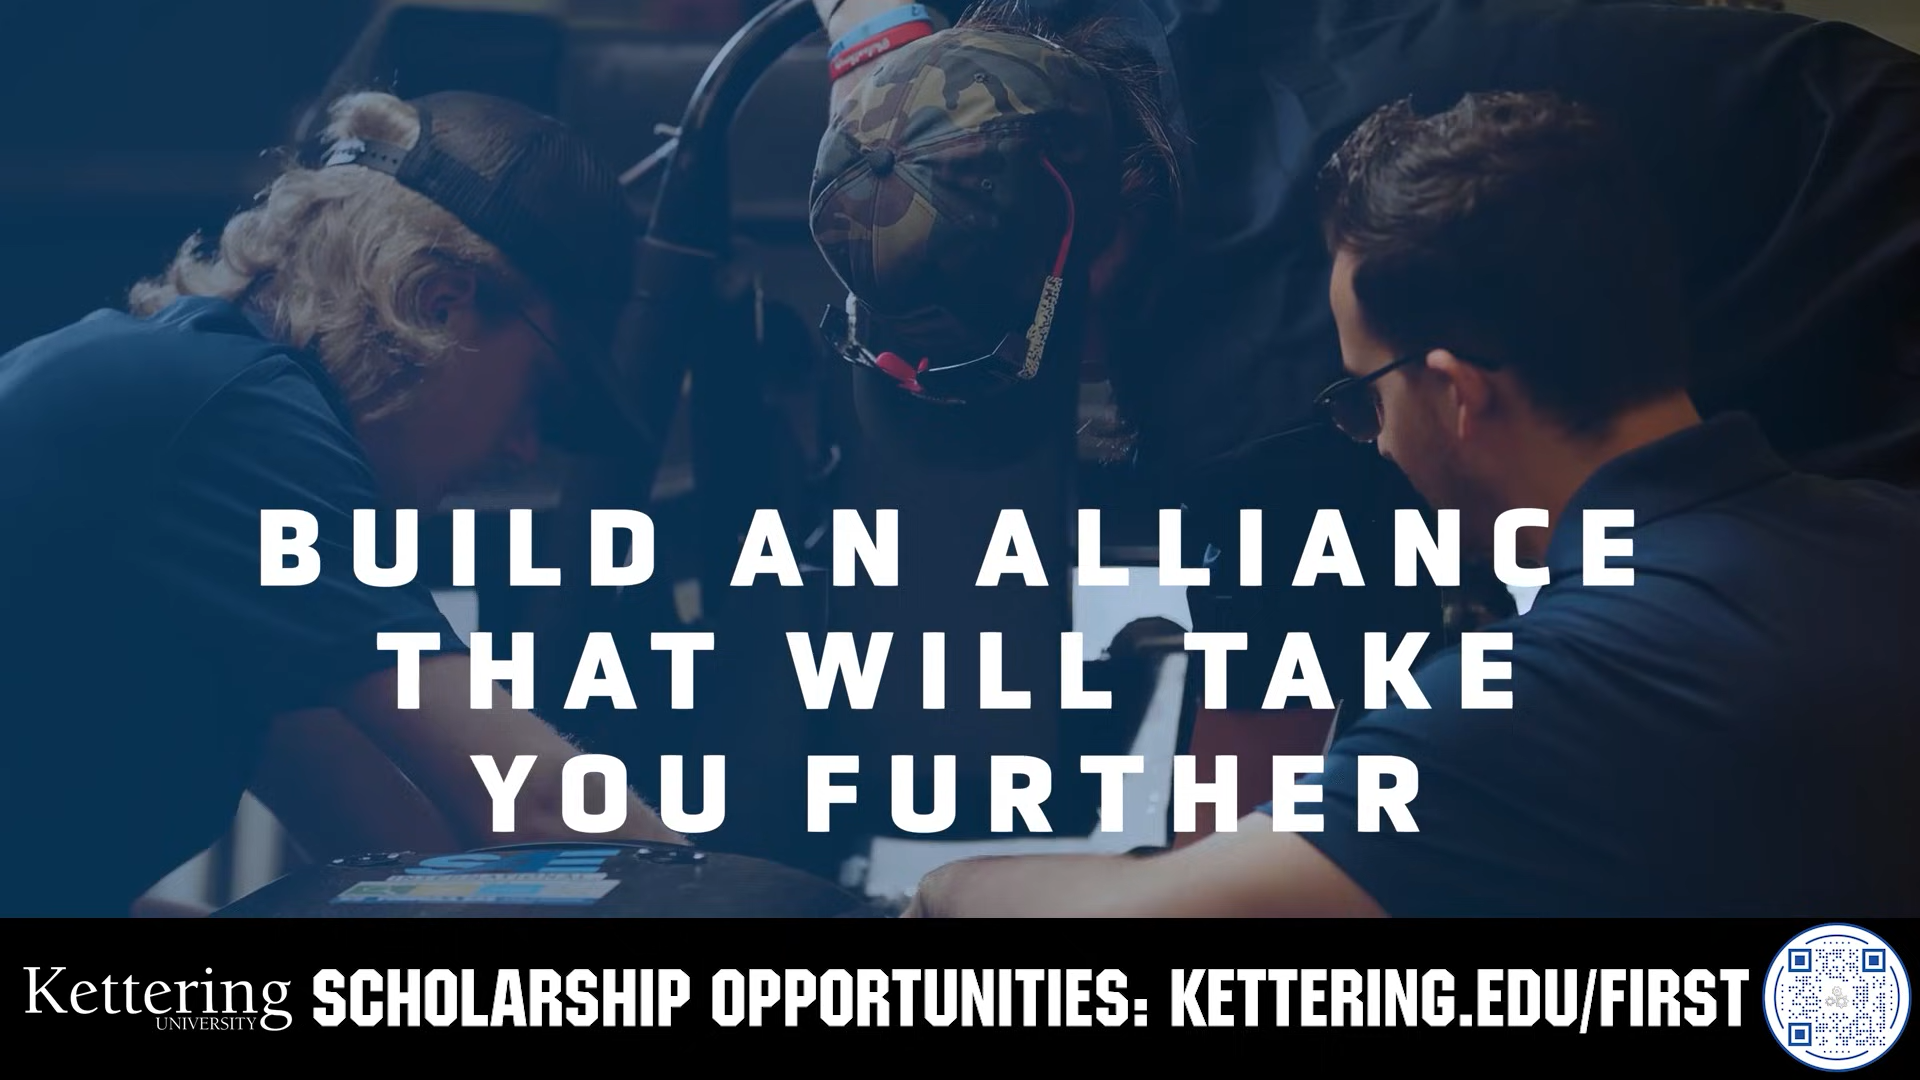 BUILD AN ALLIANCE
THAT WILL TAKE
YOU FURTHER
Kettering
UNIVERSITY
SCHOLARSHIP OPPORTUNITIES: KETTERING.EDU/FIRST